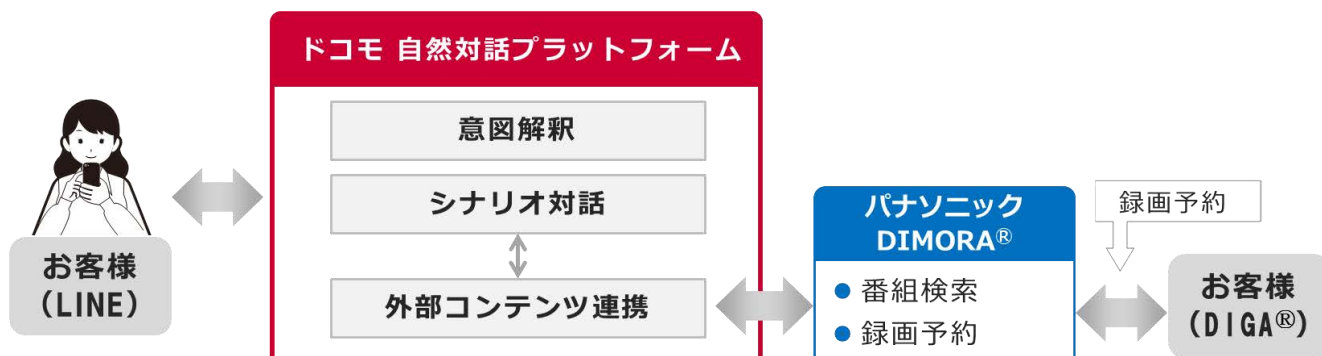 ドコモ 自然対話プラットフォーム
意図解釈
シナリオ対話
外部コンテンツ連携
お客様
(LINE)
パナソニック
DIMORA®
● 番組検索
● 録画予約
録画予約
お客様
(DIGA®)